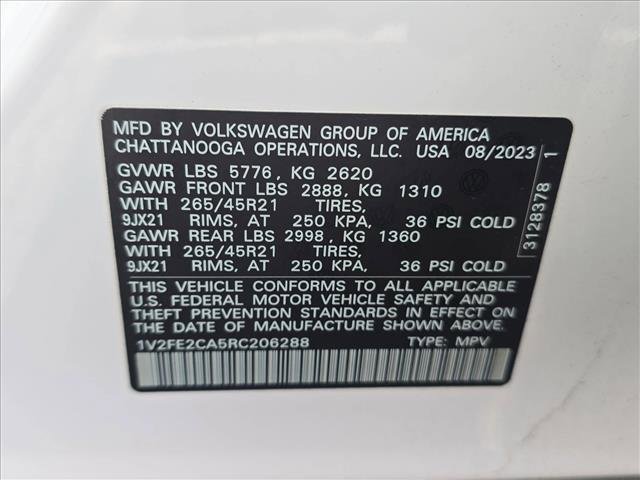 MFD BY VOLKSWAGEN GROUP OF AMERICA
CHATTANOOGA OPERATIONS, LLC. USA 08/2023
GVWR LBS 5776, KG 2620
GAWR FRONT LBS 2888, KG 1310
WITH 265/45R21 TIRES,
9JX21 RIMS, AT 250 KPA, 36 PSI COLD
GAWR REAR LBS 2998, KG 1360
WITH 265/45R21 TIRES,
9JX21 RIMS, AT 250 KPA, 36 PSI COLD
THIS VEHICLE CONFORMS TO ALL APPLICABLE
U.S. FEDERAL MOTOR VEHICLE SAFETY AND
THEFT PREVENTION STANDARDS IN EFFECT ON
THE DATE OF MANUFACTURE SHOWN ABOVE.
1V2FE2CA5RC206288 TYPE: MPV
3128378 1